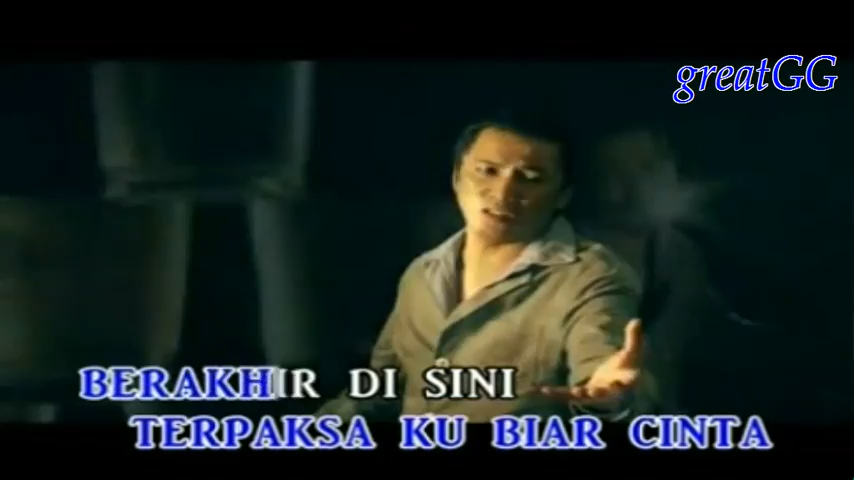 greatGG
BERAKHIR DI SINI
TERPAKSA KU BIAR CINTA